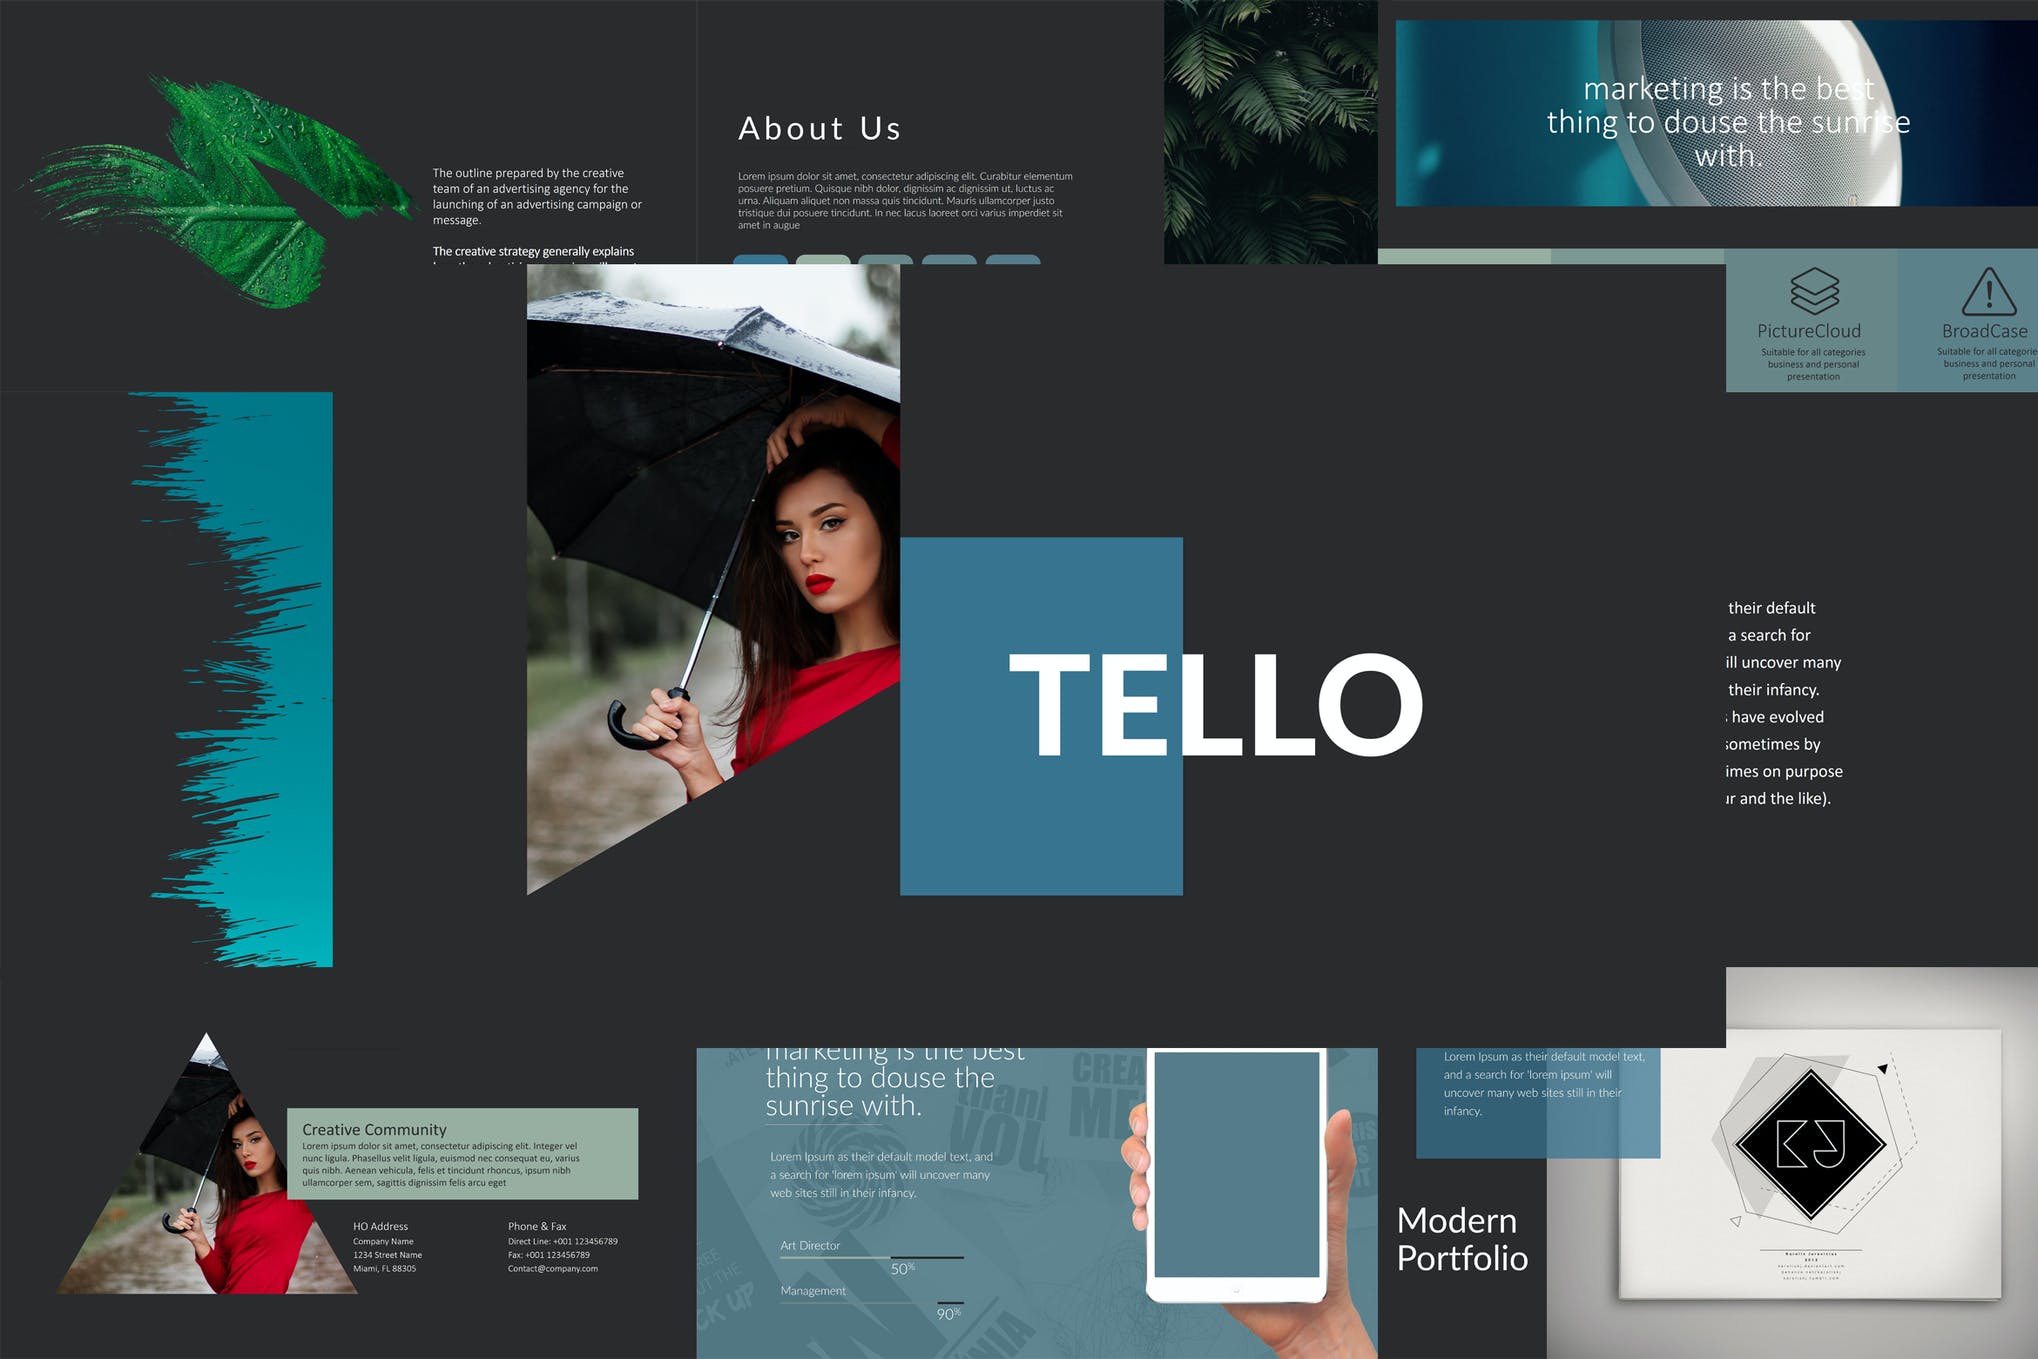 The outline prepared by the creative
team of an advertising agency for the
launching of an advertising campaign or
message.
The creative strategy generally explains
About Us
Lorem ipsum dolor sit amet, consectetur adipiscing elit. Curabitur elementum
posuere pretium. Quisque nibh dolor, dignissim ac dignissim ut, luctus ac
urna. Aliquam aliquet non massa quis tincidunt. Mauris ullamcorper justo
tristique dui posuere tincidunt. In nec lacus laoreet orci varius imperdiet sit
amet in augue
marketing is the best
thing to douse the sunrise
with.
PictureCloud
Suitable for all categories
business and personal
presentation
BroadCase
Suitable for all categorie
business and personal
presentation
TELLO
their default
a search for
ill uncover many
their infancy.
have evolved
sometimes by
imes on purpose
ur and the like).
Creative Community
Lorem ipsum dolor sit amet, consectetur adipiscing elit. Integer vel
nunc ligula. Phasellus velit ligula, euismod nec consequat eu, varius
quis nibh. Aenean vehicula, felis et tincidunt rhoncus, ipsum nibh
ullamcorper sem, sagittis dignissim felis arcu eget
HO Address
Company Name
1234 Street Name
Miami, FL 88305
Phone & Fax
Direct Line: +001 123456789
Fax: +001 123456789
Contact@company.com
marketing is the best
thing to douse the
sunrise with.
Lorem Ipsum as their default model text, and
a search for 'lorem ipsum' will uncover many
web sites still in their infancy.
Art Director
50%
Management
90%
Lorem Ipsum as their default model text,
and a search for 'lorem ipsum' will
uncover many web sites still in their
infancy.
Modern
Portfolio
KJ